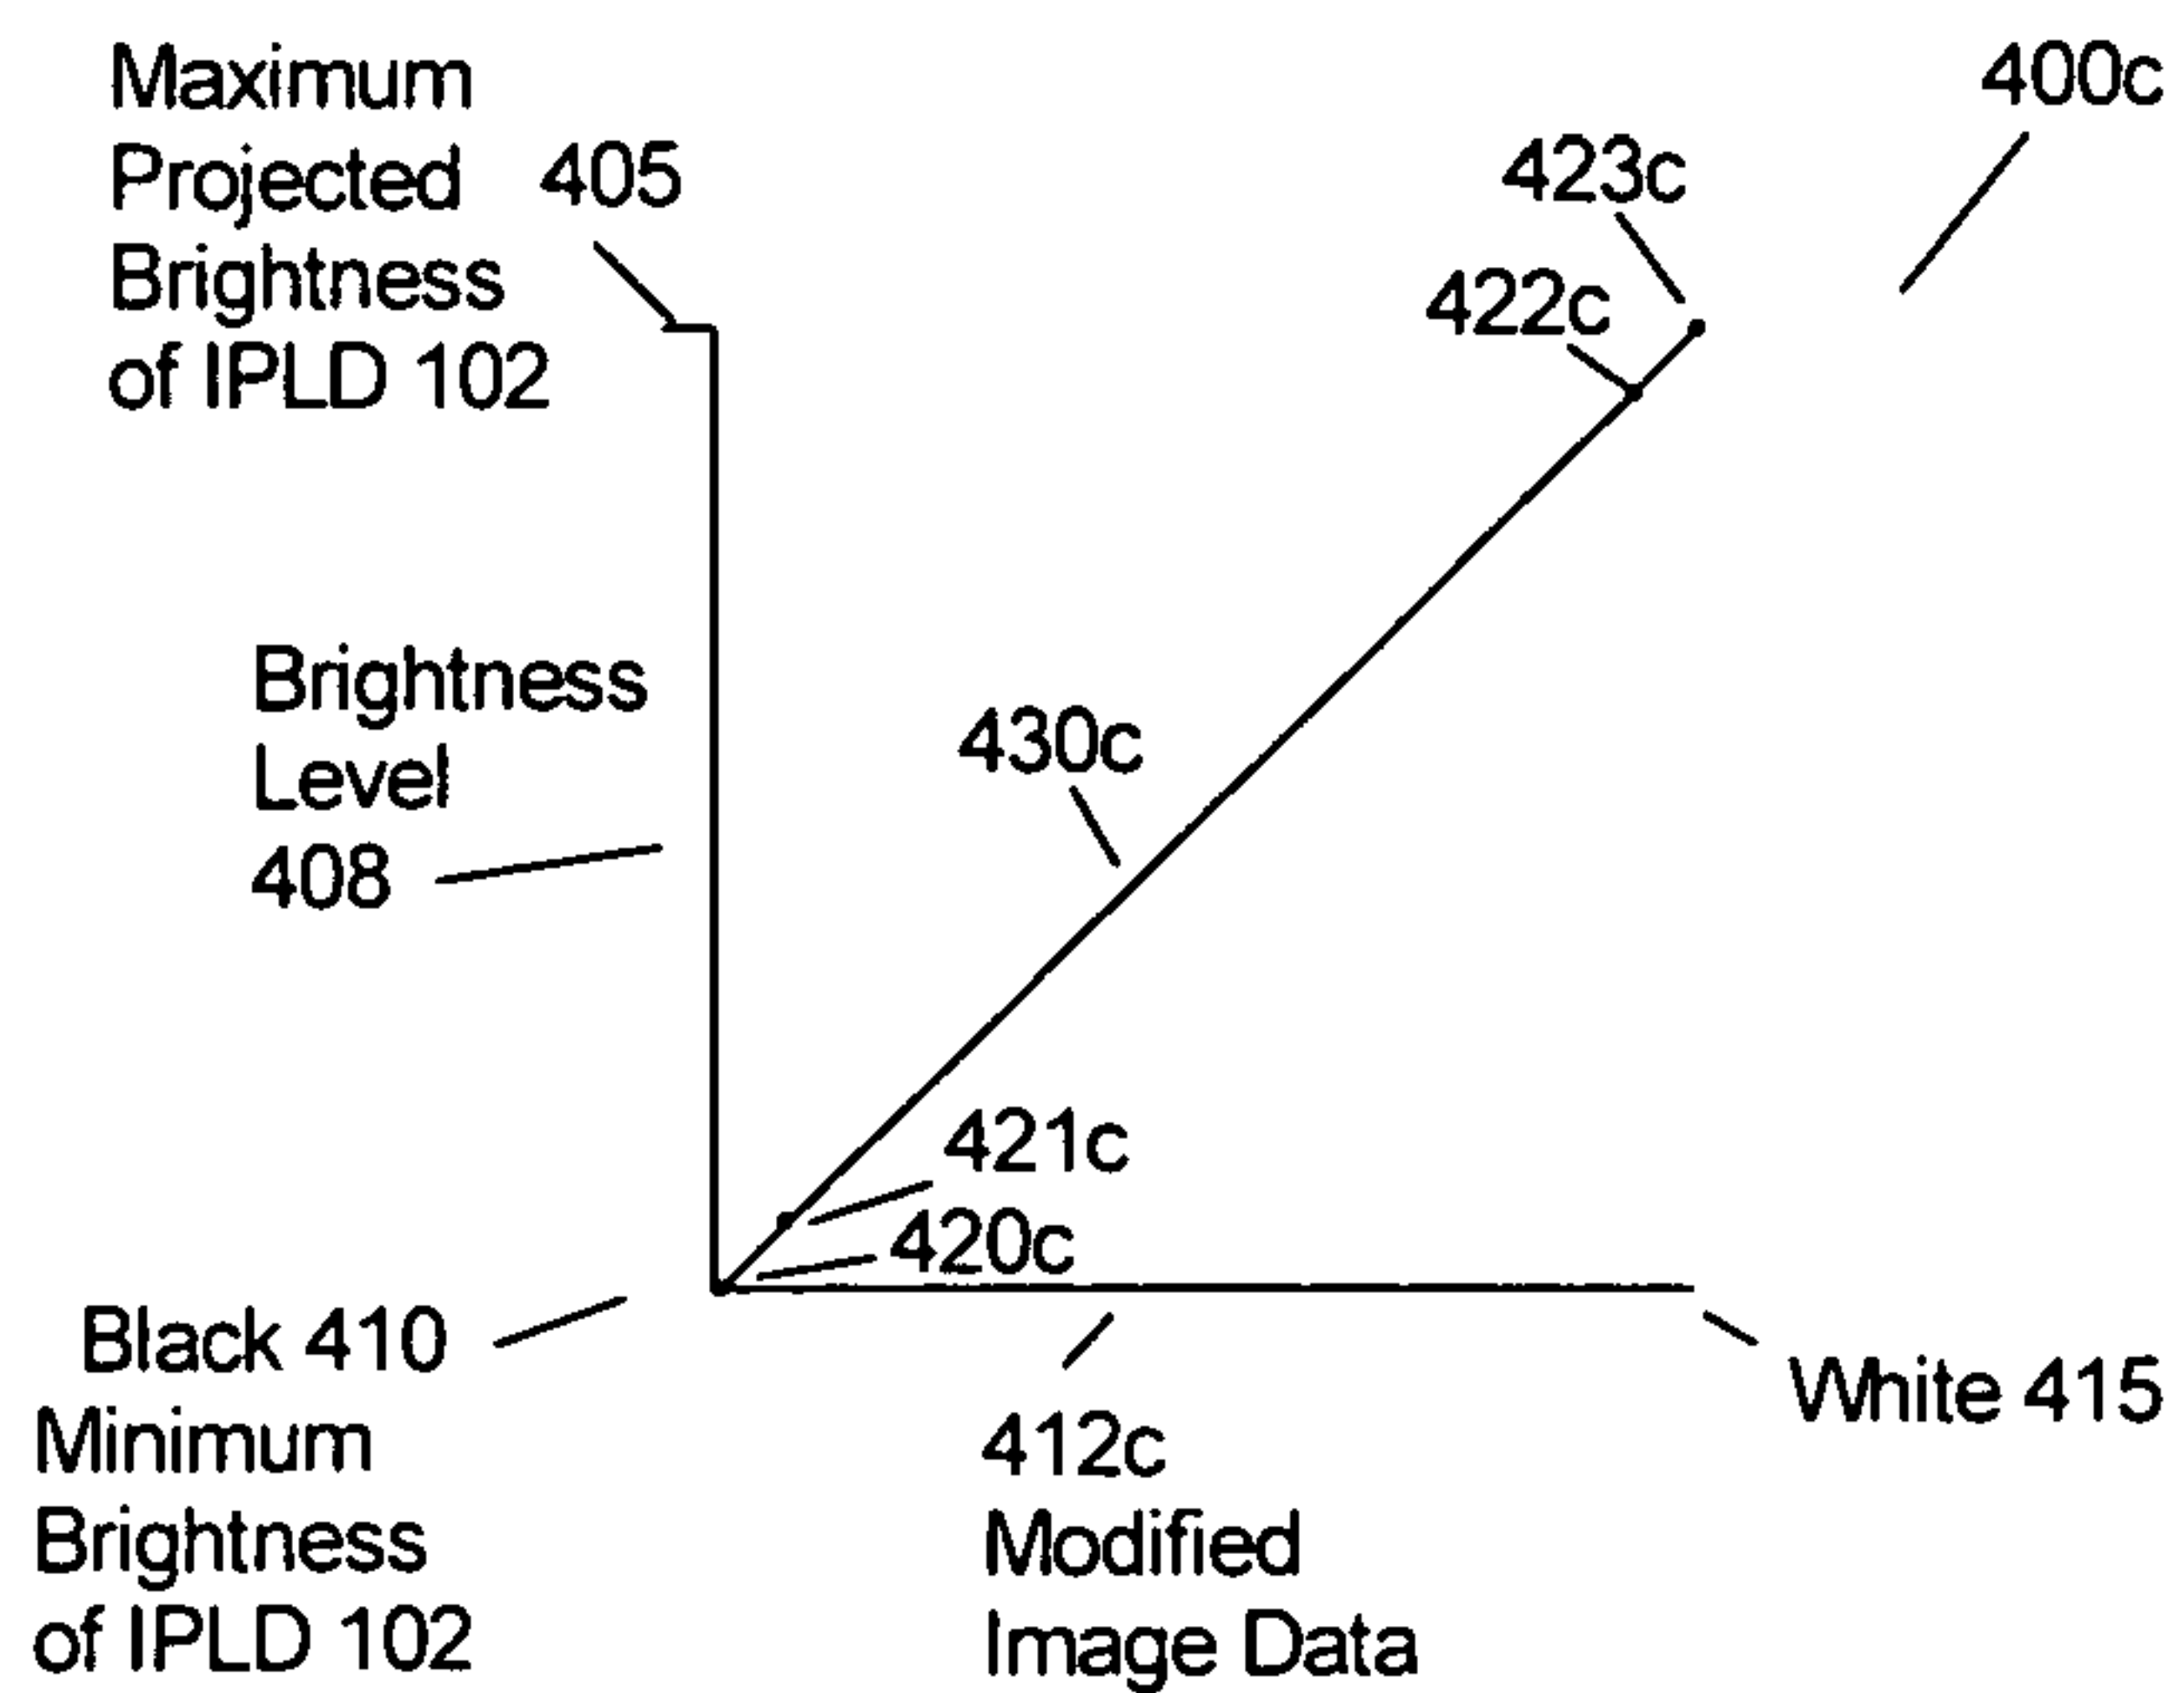 Maximum
Projected 405
Brightness
of IPLD 102
400c
423c
422c
Brightness
Level
408
430c
421c
420c
Black 410
Minimum
Brightness
of IPLD 102
412c
Modified
Image Data
White 415